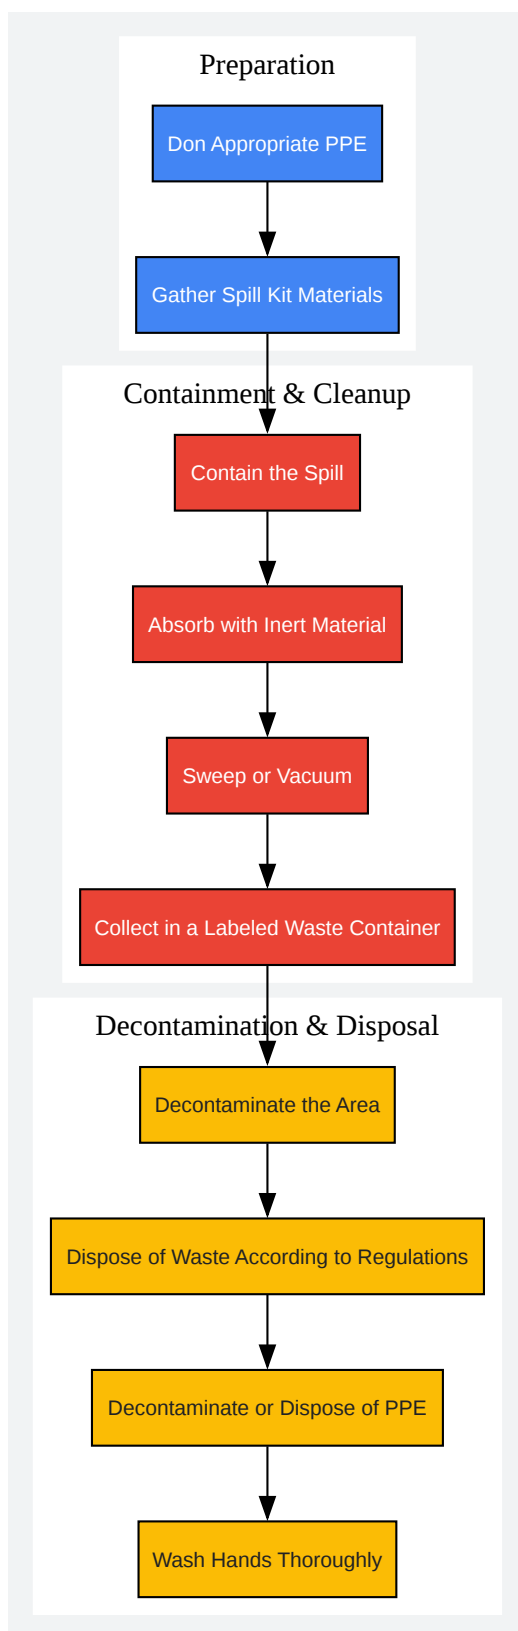 Preparation
Don Appropriate PPE
Gather Spill Kit Materials
Containment & Cleanup
Contain the Spill
Absorb with Inert Material
Sweep or Vacuum
Collect in a Labeled Waste Container
Decontamination & Disposal
Decontaminate the Area
Dispose of Waste According to Regulations
Decontaminate or Dispose of PPE
Wash Hands Thoroughly